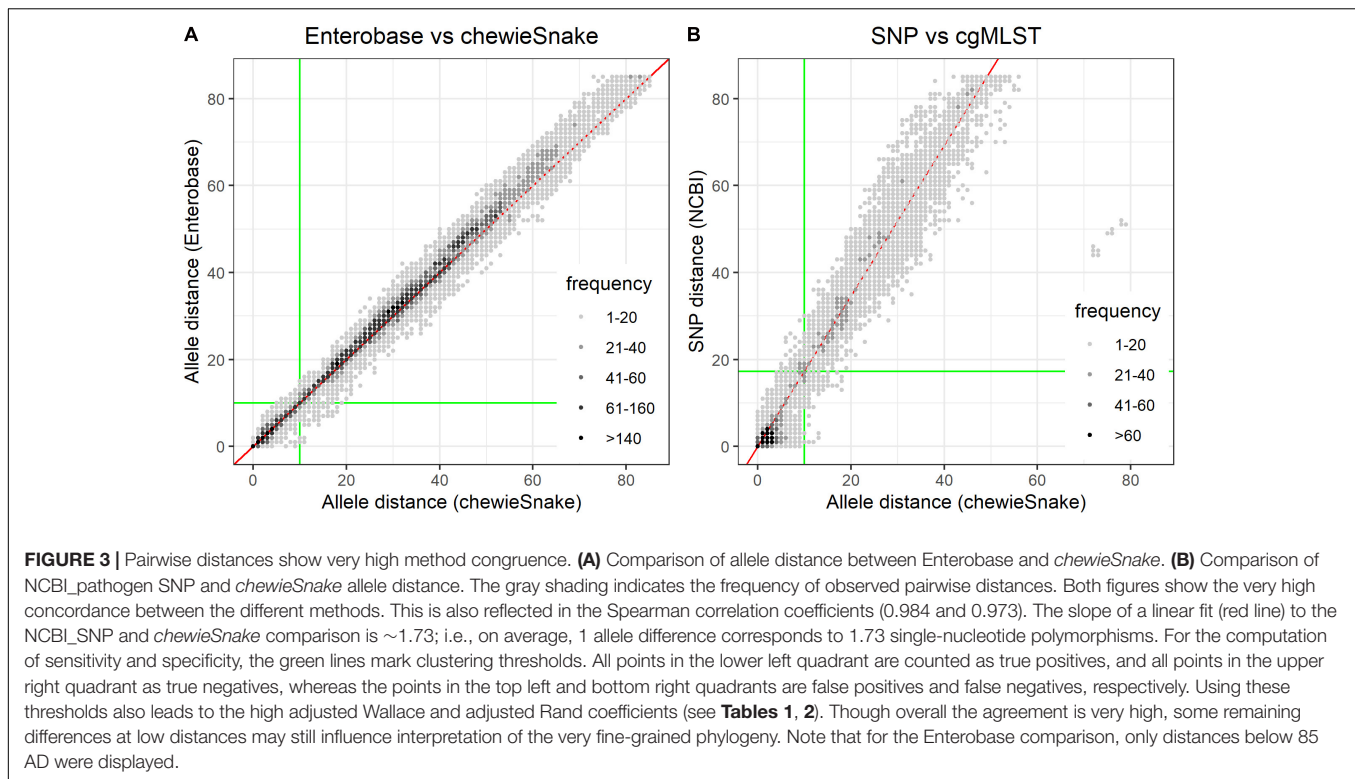 A
Enterobase vs chewieSnake
Allele distance (Enterobase)
80
60
40
20
0
frequency
1-20
21-40
41-60
61-160
>140
0 20 40 60 80
Allele distance (chewieSnake)
B
SNP vs cgMLST
SNP distance (NCBI)
80
60
40
20
0
frequency
1-20
21-40
41-60
>60
0 20 40 60 80
Allele distance (chewieSnake)
FIGURE 3 | Pairwise distances show very high method congruence. (A) Comparison of allele distance between Enterobase and chewieSnake. (B) Comparison of
NCBI_pathogen SNP and chewieSnake allele distance. The gray shading indicates the frequency of observed pairwise distances. Both figures show the very high
concordance between the different methods. This is also reflected in the Spearman correlation coefficients (0.984 and 0.973). The slope of a linear fit (red line) to the
NCBI_SNP and chewieSnake comparison is ∼1.73; i.e., on average, 1 allele difference corresponds to 1.73 single-nucleotide polymorphisms. For the computation
of sensitivity and specificity, the green lines mark clustering thresholds. All points in the lower left quadrant are counted as true positives, and all points in the upper
right quadrant as true negatives, whereas the points in the top left and bottom right quadrants are false positives and false negatives, respectively. Using these
thresholds also leads to the high adjusted Wallace and adjusted Rand coefficients (see Tables 1, 2). Though overall the agreement is very high, some remaining
differences at low distances may still influence interpretation of the very fine-grained phylogeny. Note that for the Enterobase comparison, only distances below 85
AD were displayed.